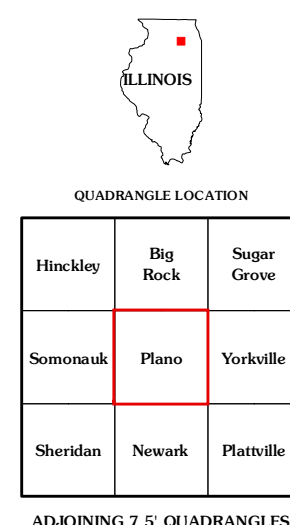 ILLINOIS
QUADRANGLE LOCATION
Hinckley
Big
Rock
Sugar
Grove
Somonauk
Plano
Yorkville
Sheridan
Newark
Plattville
ADJOINING 7.5' QUADRANGLES